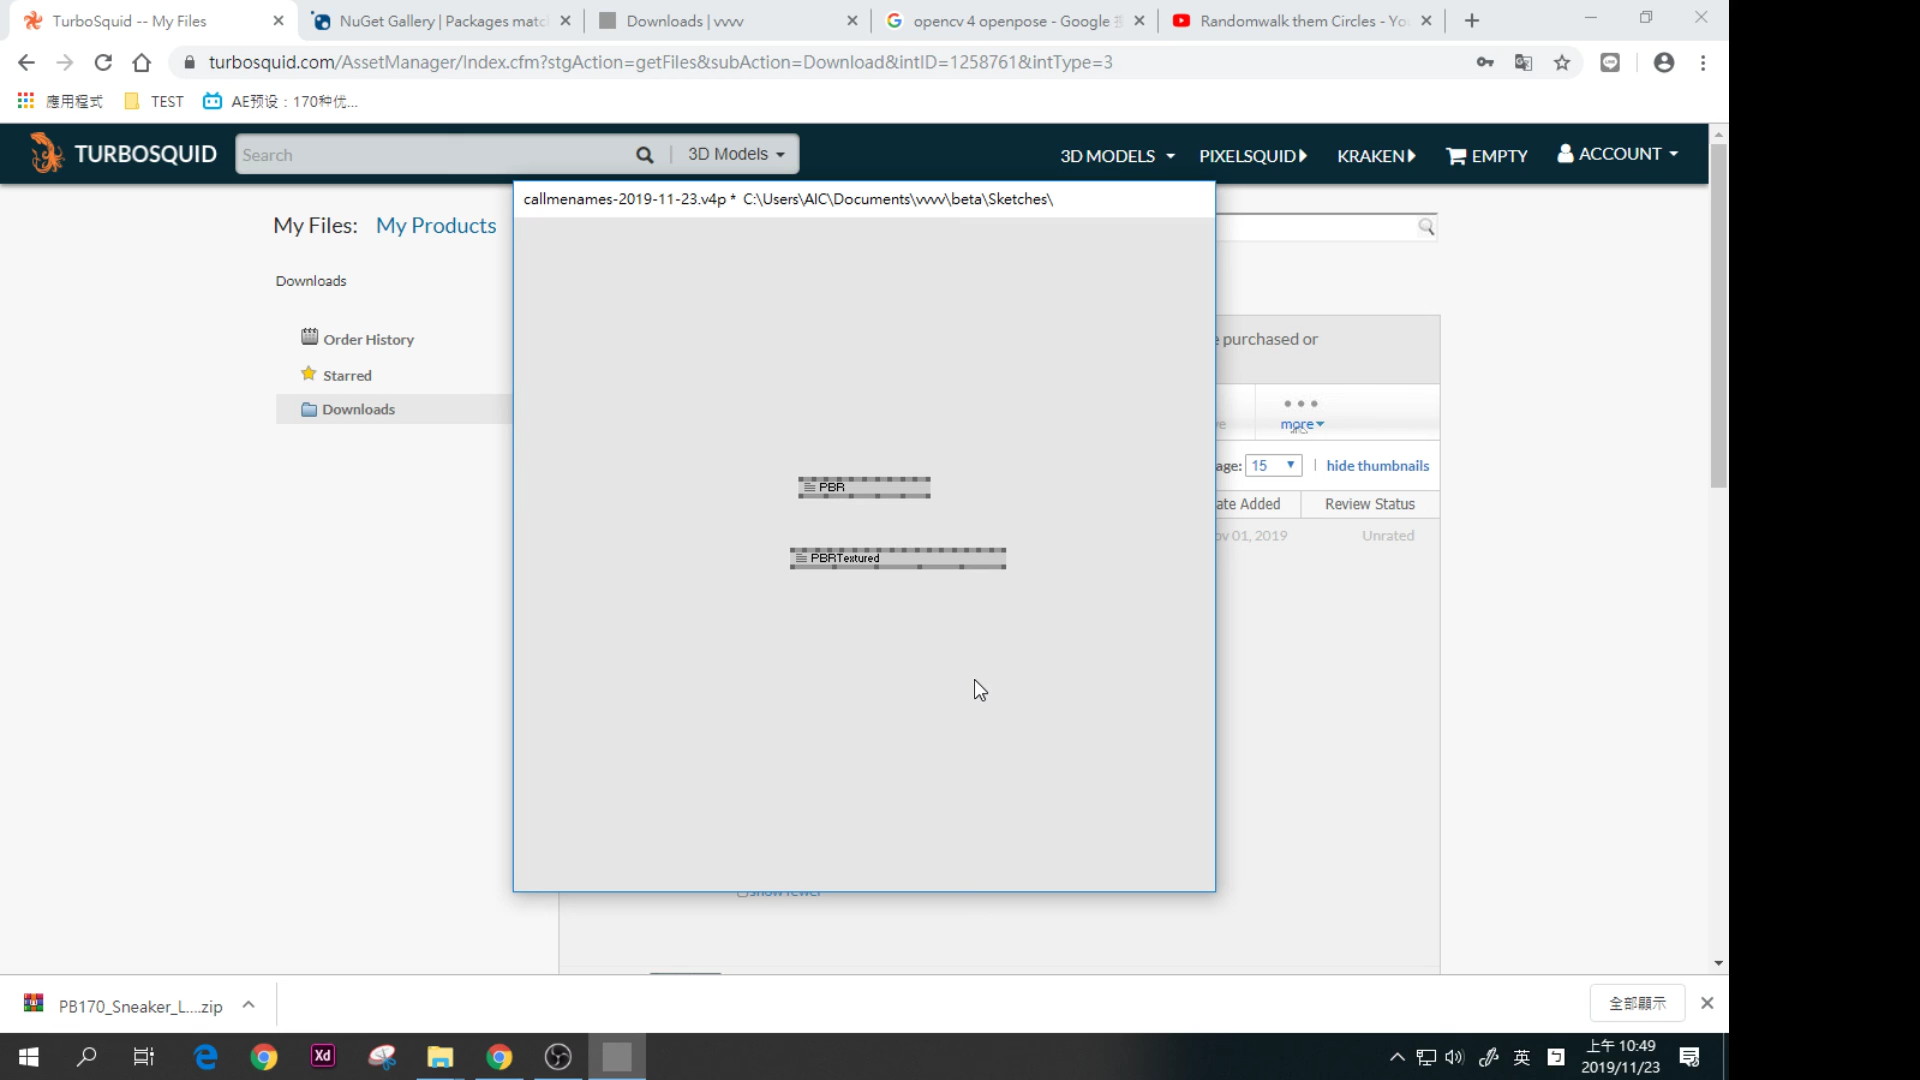 TurboSquid -- My Files
NuGet Gallery | Packages matc
Downloads | vvvv
opencv 4 openpose - Google
Randomwalk them Circles - Yo
turbosquid.com/AssetManager/Index.cfm?stgAction=getFiles&subAction=Download&intID=1258761&intType=3
應用程式
TEST
AE预设：170种优...
TURBOSQUID
Search
3D Models
3D MODELS
PIXELSQUID
KRAKEN
EMPTY
ACCOUNT
callmenames-2019-11-23.v4p * C:\Users\AIC\Documents\vvvv\beta\Sketches\
My Files: My Products
Downloads
Order History
Starred
Downloads
purchased or
more
age: 15 | hide thumbnails
ate Added
Review Status
ov 01, 2019
Unrated
PBR
PBRTextured
show fewer
PB170_Sneaker_L....zip
全部顯示
Xd
英
上午 10:49
2019/11/23